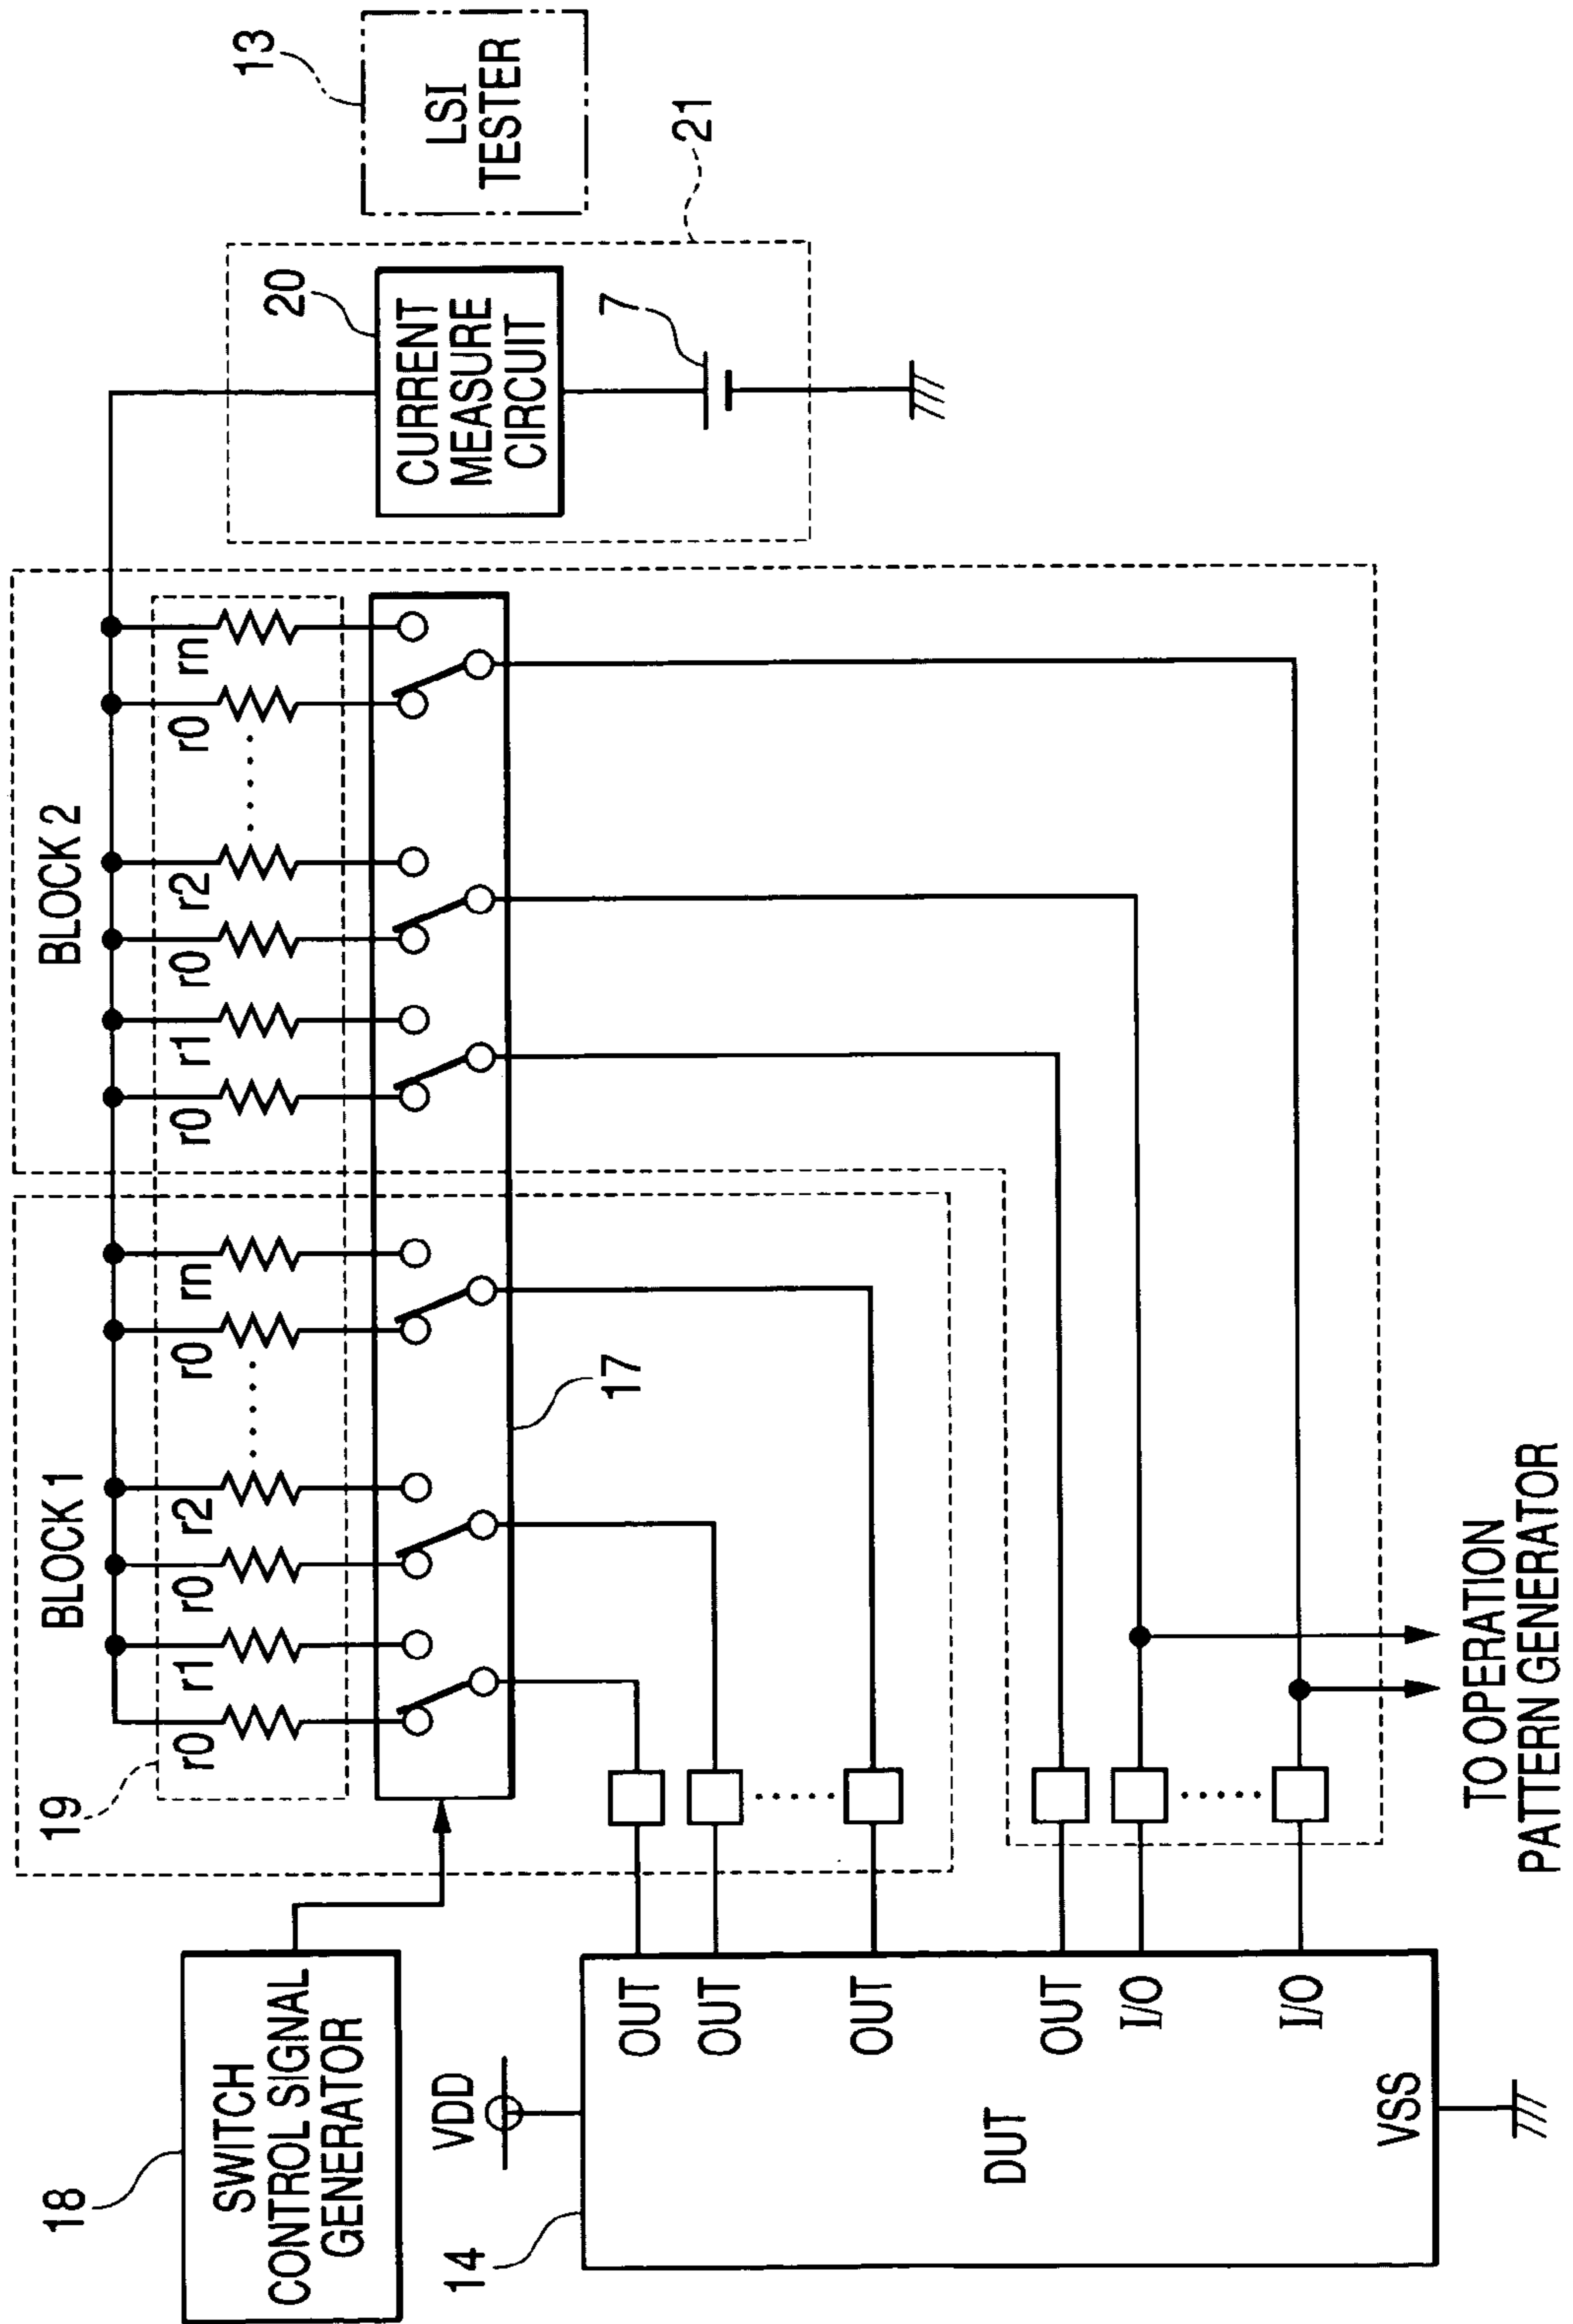 18
SWITCH
CONTROL SIGNAL
GENERATOR
19
BLOCK 1
r0 r1 r0 r2 r0 rn
BLOCK 2
r0 r1 r0 r2 r0 rn
17
20
CURRENT
MEASURE
CIRCUIT
7
21
13
LSI
TESTER
VDD
14
DUT
VSS
OUT
OUT
OUT
OUT
I/O
I/O
TO OPERATION
PATTERN GENERATOR